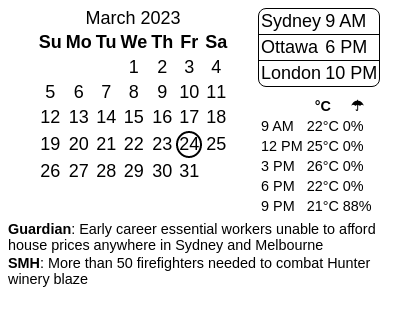 March 2023
Su Mo Tu We Th Fr Sa
1 2 3 4
5 6 7 8 9 10 11
12 13 14 15 16 17 18
19 20 21 22 23 24 25
26 27 28 29 30 31
Sydney 9 AM
Ottawa 6 PM
London 10 PM
°C ☂
9 AM 22°C 0%
12 PM 25°C 0%
3 PM 26°C 0%
6 PM 22°C 0%
9 PM 21°C 88%
Guardian: Early career essential workers unable to afford
house prices anywhere in Sydney and Melbourne
SMH: More than 50 firefighters needed to combat Hunter
winery blaze